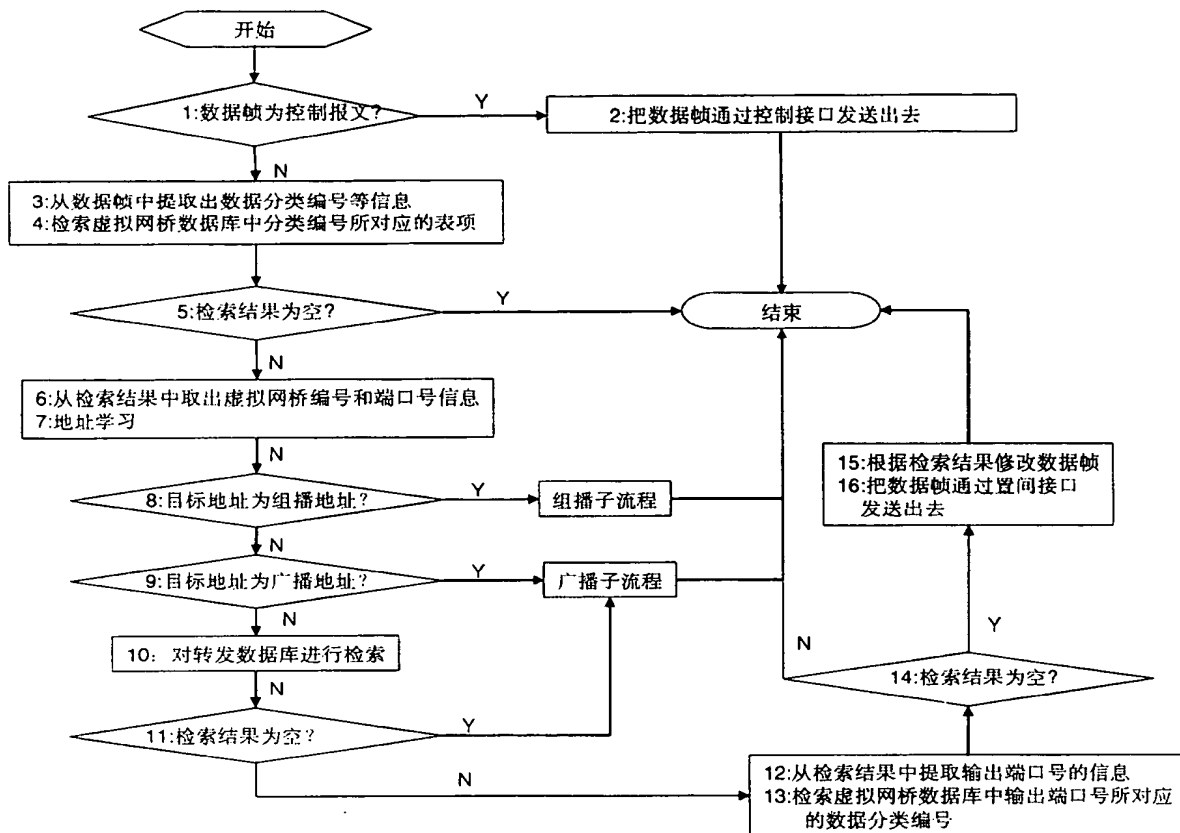 开始
1:数据帧为控制报文?
Y
2:把数据帧通过控制接口发送出去
N
3:从数据帧中提取出数据分类编号等信息
4:检索虚拟网桥数据库中分类编号所对应的表项
5:检索结果为空?
Y
结束
N
6:从检索结果中取出虚拟网桥编号和端口号信息
7:地址学习
N
8:目标地址为组播地址?
Y
组播子流程
15:根据检索结果修改数据帧
16:把数据帧通过置间接口
发送出去
N
9:目标地址为广播地址?
Y
广播子流程
N
10: 对转发数据库进行检索
N
Y
14:检索结果为空?
N
11:检索结果为空?
Y
N
12:从检索结果中提取输出端口号的信息
13:检索虚拟网桥数据库中输出端口号所对应
的数据分类编号